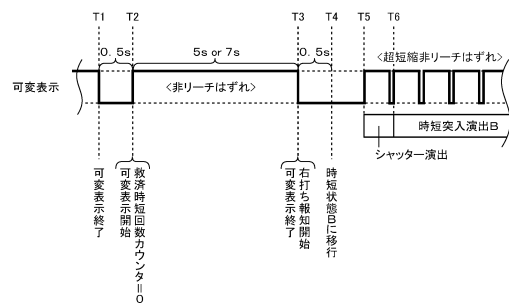 T1
T2
T3
T4
T5
T6
0. 5s
5s or 7s
0. 5s
<超短縮非リーチはずれ>
可変表示
<非リーチはずれ>
時短突入演出B
シャッター演出
可変表示終了
可変表示開始
救済時短回数カウンタ=0
可変表示終了
右打ち報知開始
時短状態Bに移行